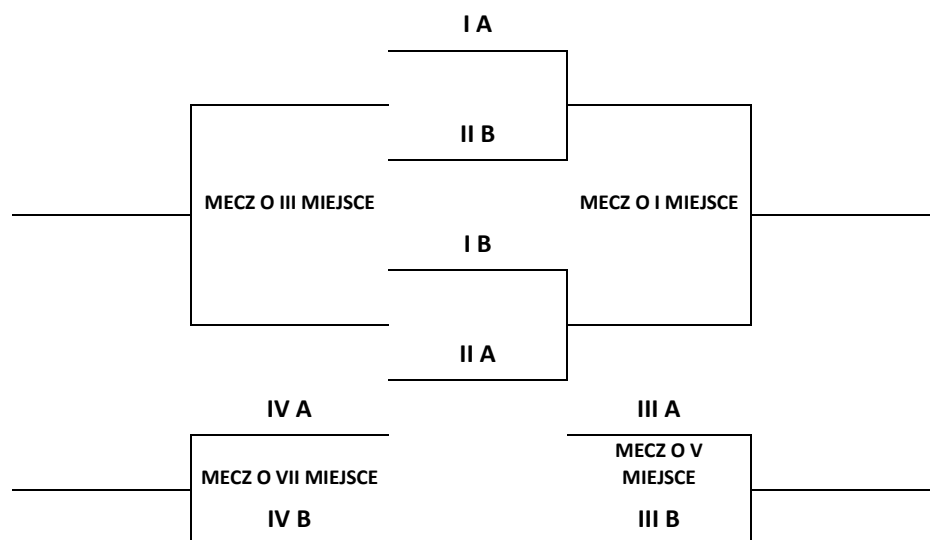 I A
II B
MECZ O III MIEJSCE
MECZ O I MIEJSCE
I B
II A
IV A
III A
MECZ O VII MIEJSCE
MECZ O V
MIEJSCE
IV B
III B